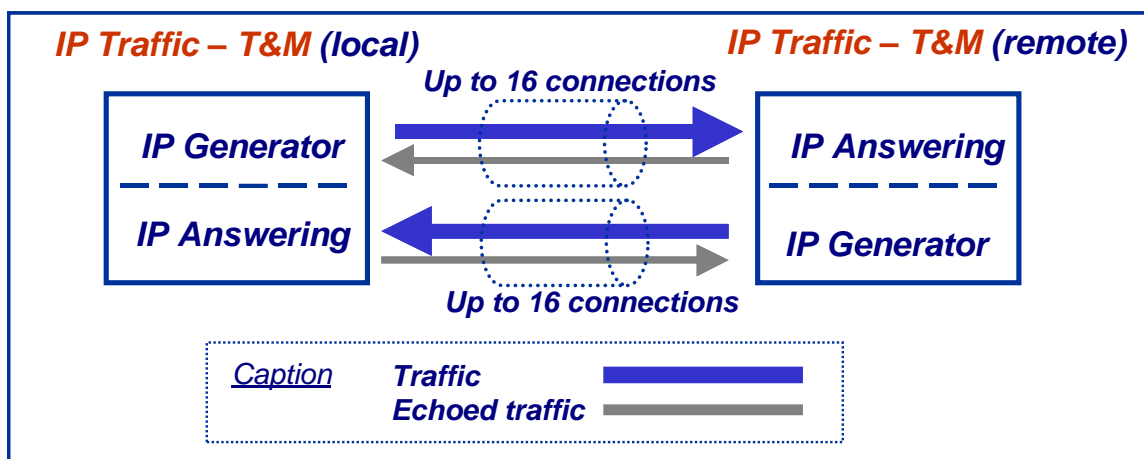 IP Traffic – T&M (local)
IP Traffic – T&M (remote)
Up to 16 connections
IP Generator
IP Answering
IP Answering
IP Generator
Up to 16 connections
Caption
Traffic
Echoed traffic